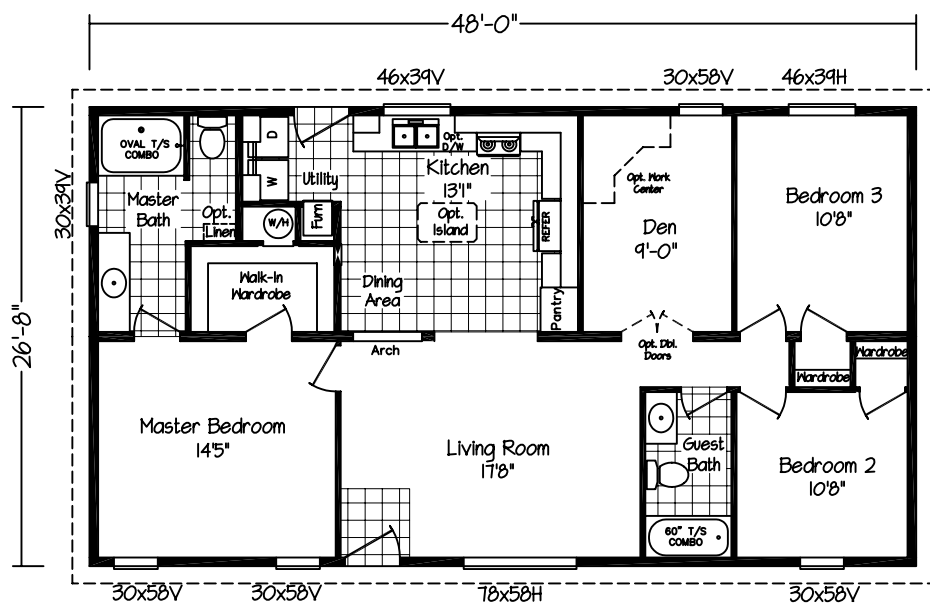 48'-0"
46x39V
30x58V
46x39H
26'-8"
30x39V
OVAL T/S
COMBO
D
W
Opt.
D/W
Kitchen
13'1"
Utility
Opt.
Island
REFER
Furn
W/H
Master
Bath
Opt.
Linen
Walk-In
Wardrobe
Dining
Area
Pantry
Opt. Work
Center
Den
9'-0"
Bedroom 3
10'8"
Arch
Opt. Dbl.
Doors
Wardrobe
Wardrobe
Master Bedroom
14'5"
Living Room
17'8"
Guest
Bath
60" T/S
COMBO
Bedroom 2
10'8"
30x58V
30x58V
78x58H
30x58V